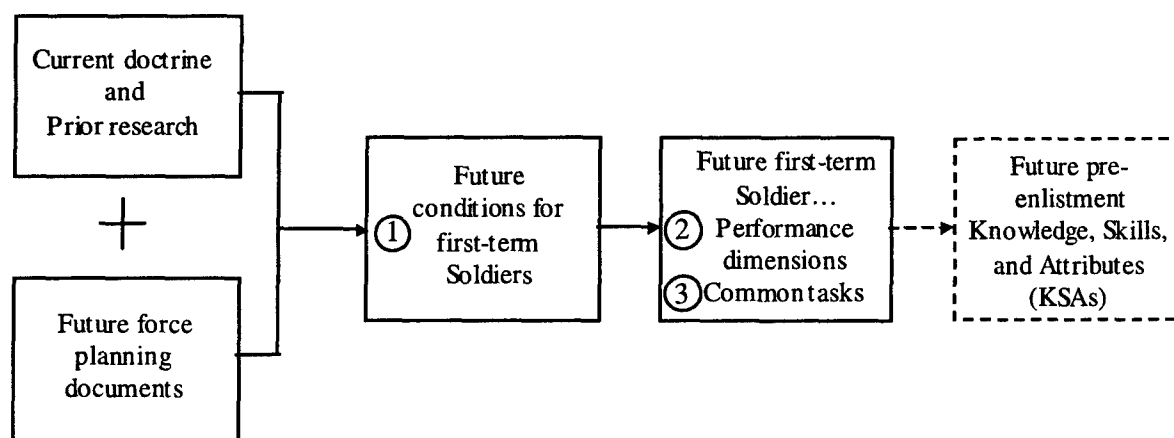 Current doctrine
and
Prior research
+
Future force
planning
documents
Future
conditions for
1 first-term
Soldiers
Future first-term
Soldier...
2 Performance
dimensions
3 Common tasks
Future pre-
enlistment
Knowledge, Skills,
and Attributes
(KSAs)